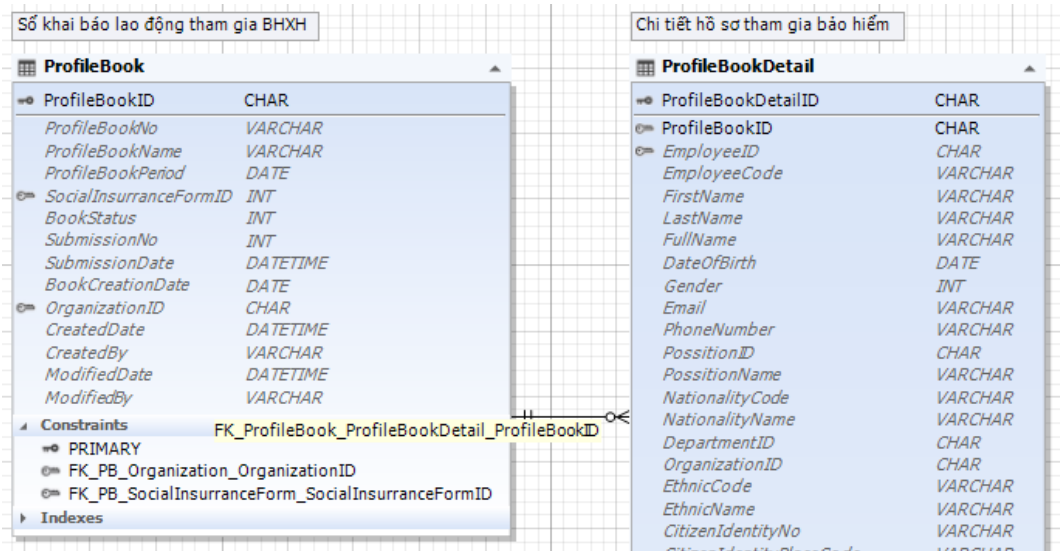 Sổ khai báo lao động tham gia BHXH
ProfileBook
ProfileBookID CHAR
ProfileBookNo VARCHAR
ProfileBookName VARCHAR
ProfileBookPeriod DATE
SocialInsurranceFormID INT
BookStatus INT
SubmissionNo INT
SubmissionDate DATETIME
BookCreationDate DATE
OrganizationID CHAR
CreatedDate DATETIME
CreatedBy VARCHAR
ModifiedDate DATETIME
ModifiedBy VARCHAR
Constraints
PRIMARY
FK_PB_Organization_OrganizationID
FK_PB_SocialInsurranceForm_SocialInsurranceFormID
Indexes
FK_ProfileBook_ProfileBookDetail_ProfileBookID
Chi tiết hồ sơ tham gia bảo hiểm
ProfileBookDetail
ProfileBookDetailID CHAR
ProfileBookID CHAR
EmployeeID CHAR
EmployeeCode VARCHAR
FirstName VARCHAR
LastName VARCHAR
FullName VARCHAR
DateOfBirth DATE
Gender INT
Email VARCHAR
PhoneNumber VARCHAR
PossitionID CHAR
PossitionName VARCHAR
NationalityCode VARCHAR
NationalityName VARCHAR
DepartmentID CHAR
OrganizationID CHAR
EthnicCode VARCHAR
EthnicName VARCHAR
CitizenIdentityNo VARCHAR